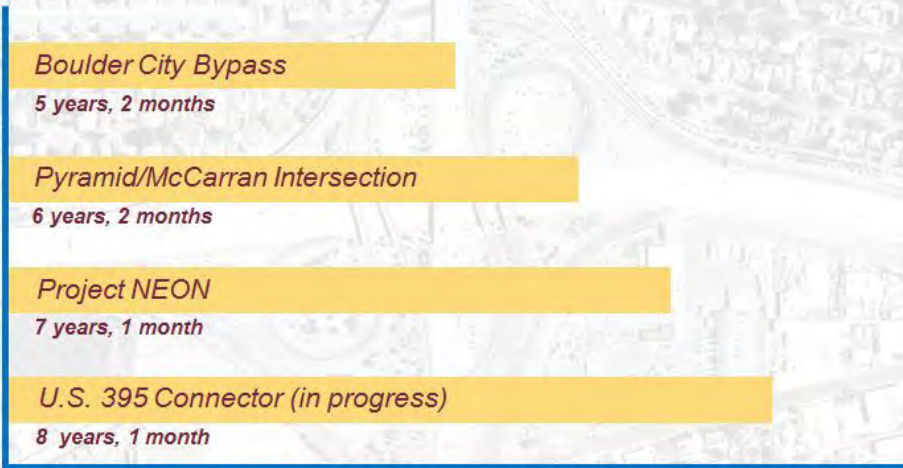 Boulder City Bypass
5 years, 2 months
Pyramid/McCarran Intersection
6 years, 2 months
Project NEON
7 years, 1 month
U.S. 395 Connector (in progress)
8 years, 1 month